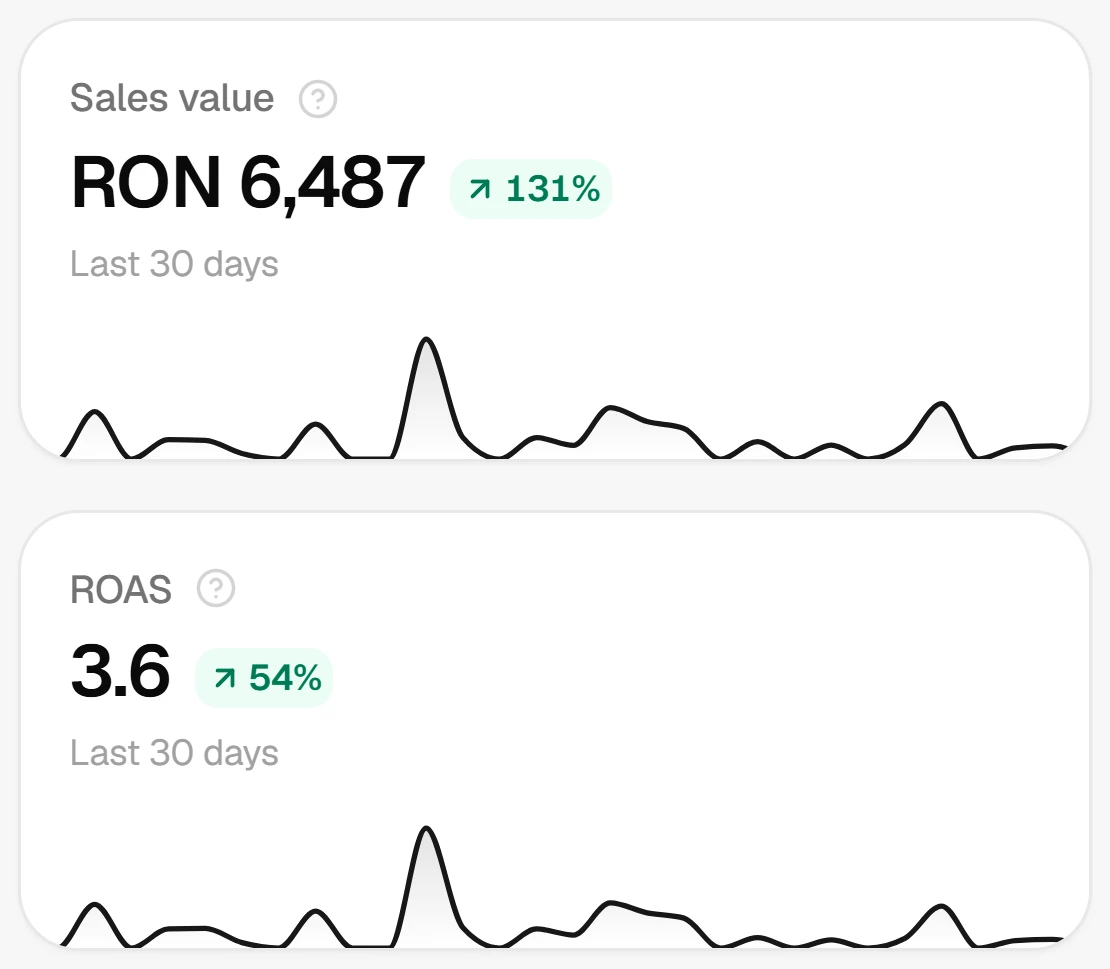 Sales value ?
RON 6,487 ↗ 131%
Last 30 days
ROAS ?
3.6 ↗ 54%
Last 30 days